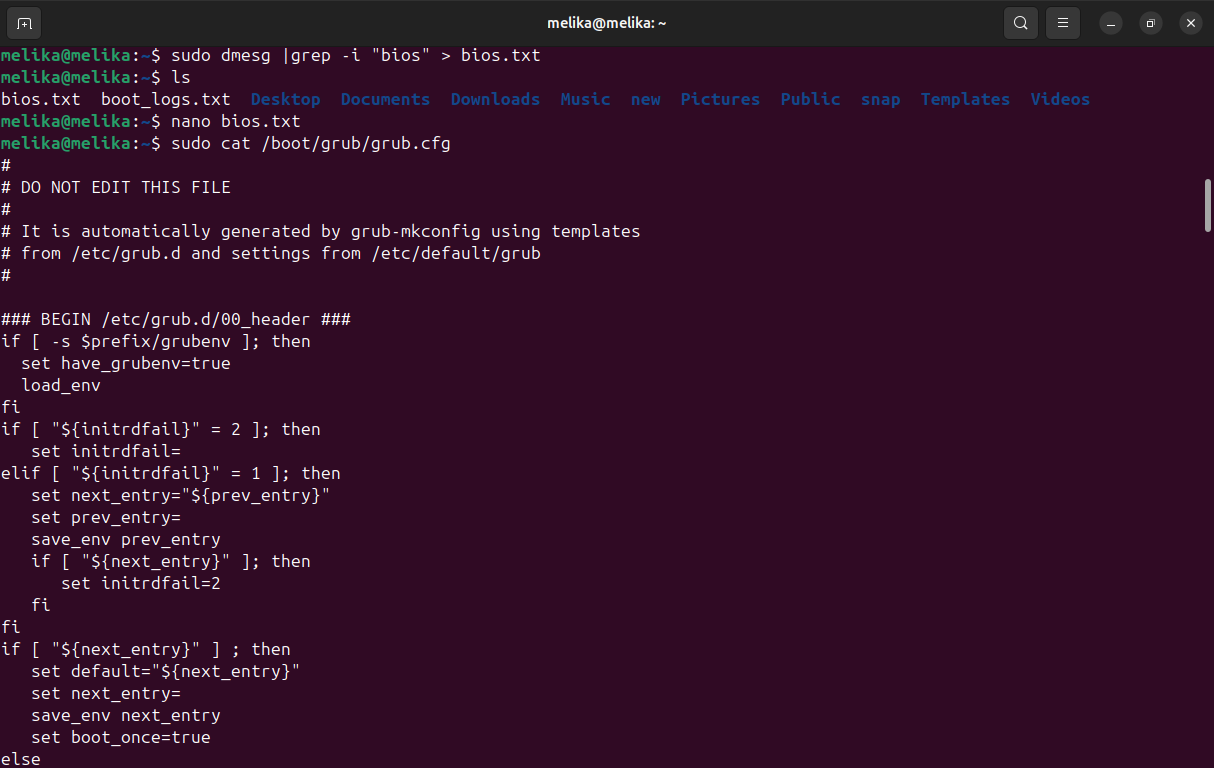 melika@melika: ~
melika@melika:~$ sudo dmesg |grep -i "bios" > bios.txt
melika@melika:~$ ls
bios.txt  boot_logs.txt  Desktop  Documents  Downloads  Music  new  Pictures  Public  snap  Templates  Videos
melika@melika:~$ nano bios.txt
melika@melika:~$ sudo cat /boot/grub/grub.cfg
#
# DO NOT EDIT THIS FILE
#
# It is automatically generated by grub-mkconfig using templates
# from /etc/grub.d and settings from /etc/default/grub
#

### BEGIN /etc/grub.d/00_header ###
if [ -s $prefix/grubenv ]; then
  set have_grubenv=true
  load_env
fi
if [ "${initrdfail}" = 2 ]; then
   set initrdfail=
elif [ "${initrdfail}" = 1 ]; then
   set next_entry="${prev_entry}"
   set prev_entry=
   save_env prev_entry
   if [ "${next_entry}" ]; then
      set initrdfail=2
   fi
fi
if [ "${next_entry}" ] ; then
   set default="${next_entry}"
   set next_entry=
   save_env next_entry
   set boot_once=true
else